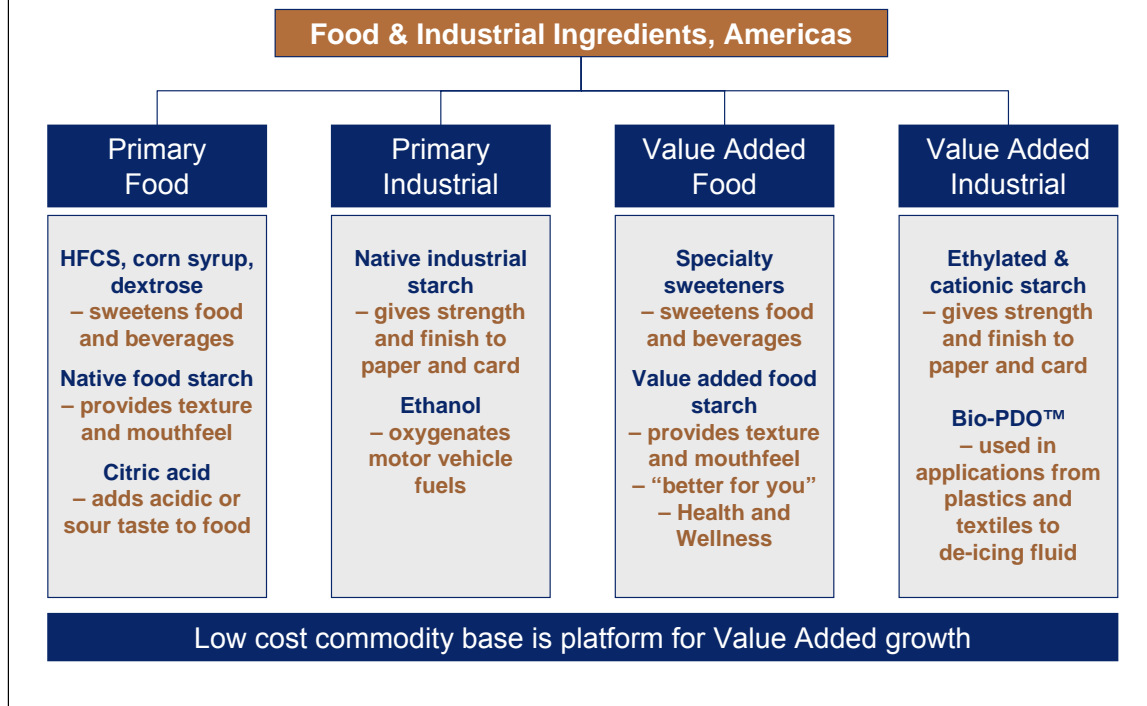 Food & Industrial Ingredients, Americas
Primary
Food
HFCS, corn syrup,
dextrose
– sweetens food
and beverages
Native food starch
– provides texture
and mouthfeel
Citric acid
– adds acidic or
sour taste to food
Primary
Industrial
Native industrial
starch
– gives strength
and finish to
paper and card
Ethanol
– oxygenates
motor vehicle
fuels
Value Added
Food
Specialty
sweeteners
– sweetens food
and beverages
Value added food
starch
– provides texture
and mouthfeel
– “better for you”
– Health and
Wellness
Value Added
Industrial
Ethylated &
cationic starch
– gives strength
and finish to
paper and card
Bio-PDO™
– used in
applications from
plastics and
textiles to
de-icing fluid
Low cost commodity base is platform for Value Added growth